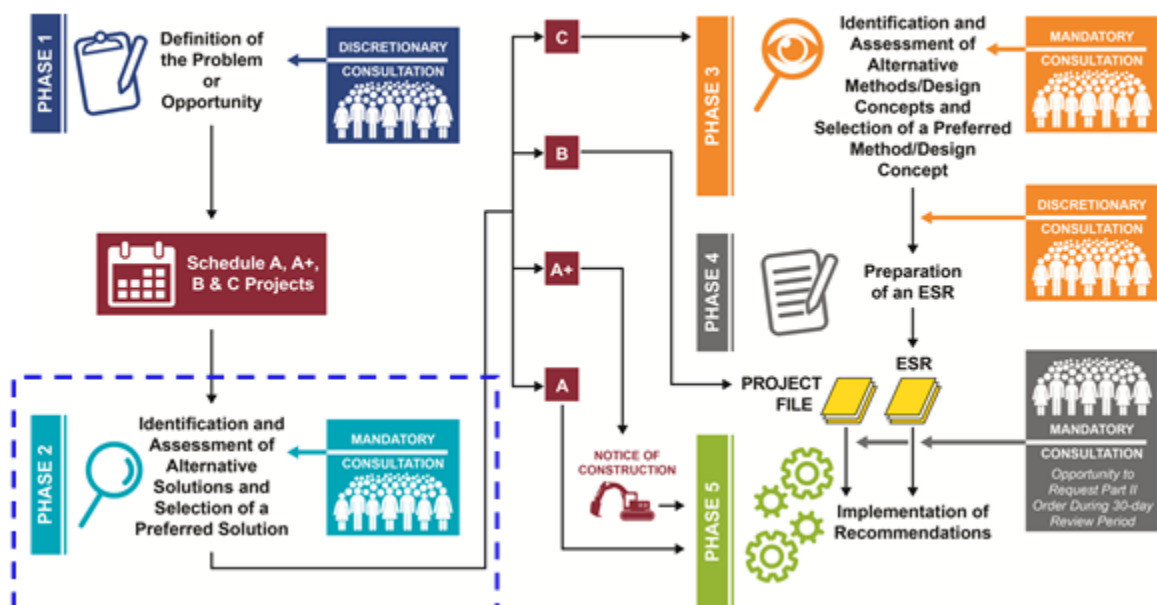 PHASE 1
Definition of
the Problem
or
Opportunity
DISCRETIONARY
CONSULTATION
Schedule A, A+,
B & C Projects
PHASE 2
Identification and
Assessment of
Alternative
Solutions and
Selection of a
Preferred Solution
MANDATORY
CONSULTATION
C
B
A+
A
NOTICE OF
CONSTRUCTION
PHASE 3
Identification and
Assessment of
Alternative
Methods/Design
Concepts and
Selection of a Preferred
Method/Design
Concept
MANDATORY
CONSULTATION
DISCRETIONARY
CONSULTATION
PHASE 4
Preparation
of an ESR
ESR
PROJECT
FILE
MANDATORY
CONSULTATION
Opportunity to
Request Part II
Order During 30-day
Review Period
PHASE 5
Implementation of
Recommendations